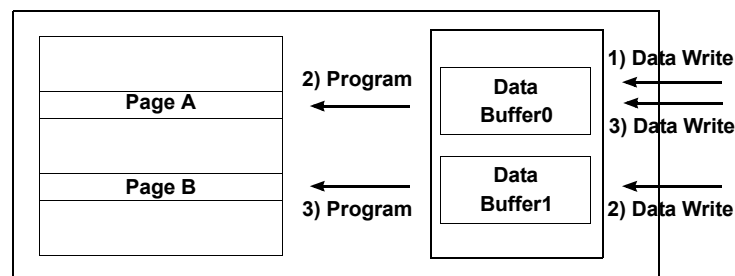 1) Data Write
2) Program
Data
Buffer0
Page A
3) Data Write
Data
Buffer1
Page B
3) Program
2) Data Write